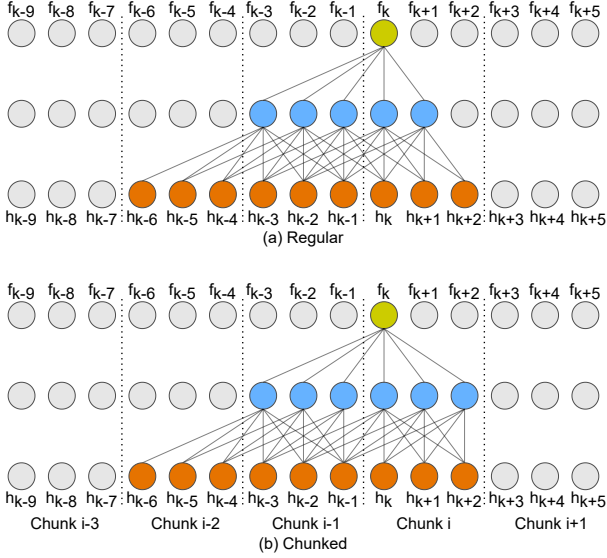 fk-9 fk-8 fk-7 fk-6 fk-5 fk-4 fk-3 fk-2 fk-1 fk fk+1 fk+2 fk+3 fk+4 fk+5
hk-9 hk-8 hk-7 hk-6 hk-5 hk-4 hk-3 hk-2 hk-1 hk hk+1 hk+2 hk+3 hk+4 hk+5
(a) Regular
fk-9 fk-8 fk-7 fk-6 fk-5 fk-4 fk-3 fk-2 fk-1 fk fk+1 fk+2 fk+3 fk+4 fk+5
hk-9 hk-8 hk-7 hk-6 hk-5 hk-4 hk-3 hk-2 hk-1 hk hk+1 hk+2 hk+3 hk+4 hk+5
Chunk i-3 Chunk i-2 Chunk i-1 Chunk i Chunk i+1
(b) Chunked